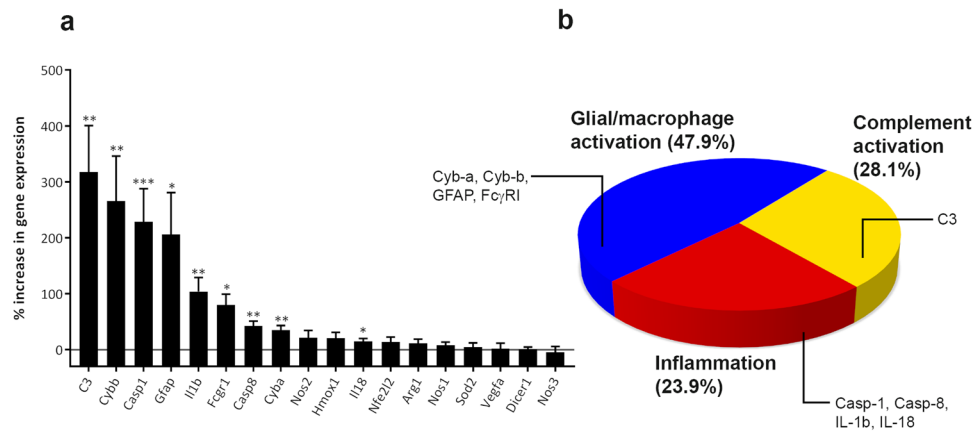 a
% increase in gene expression
500
400
300
200
100
0
**
**
***
*
**
*
**
**
*
C3
Cybb
Casp1
Gfap
Il1b
Fcgr1
Casp8
Cyba
Nos2
Hmox1
Il18
Nfe2l2
Arg1
Nos1
Sod2
Vegfa
Dicer1
Nos3
b
Glial/macrophage
activation (47.9%)
Cyb-a, Cyb-b,
GFAP, FcγRI
Complement
activation
(28.1%)
C3
Inflammation
(23.9%)
Casp-1, Casp-8,
IL-1b, IL-18